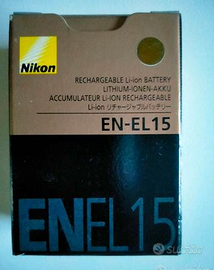 Nikon
RECHARGEABLE Li-ion BATTERY
LITHIUM-IONEN-AKKU
ACCUMULATEUR Li-ION RECHARGEABLE
Li-ion リチャージャブルバッテリー
EN-EL15
ENEL15
subito